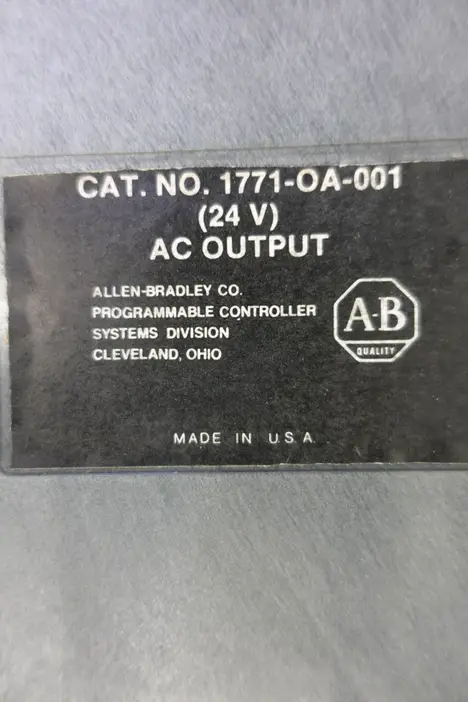 CAT. NO. 1771-OA-001
(24 V)
AC OUTPUT
ALLEN-BRADLEY CO.
PROGRAMMABLE CONTROLLER
SYSTEMS DIVISION
CLEVELAND, OHIO
A-B
QUALITY
MADE IN U.S.A